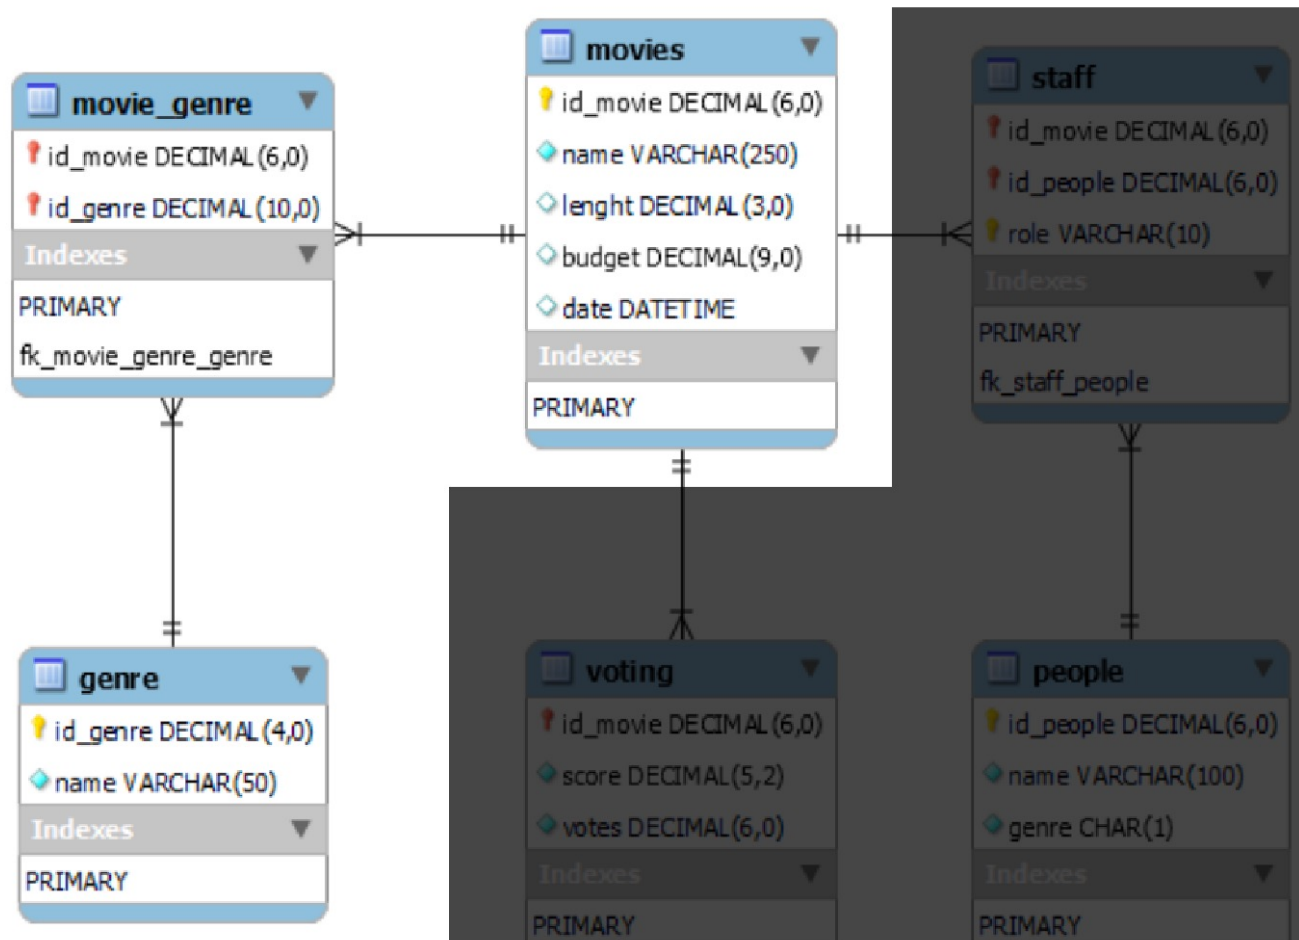 movie_genre
id_movie DECIMAL(6,0)
id_genre DECIMAL(10,0)
Indexes
PRIMARY
fk_movie_genre_genre
movies
id_movie DECIMAL(6,0)
name VARCHAR(250)
lenght DECIMAL(3,0)
budget DECIMAL(9,0)
date DATETIME
Indexes
PRIMARY
staff
id_movie DECIMAL(6,0)
id_people DECIMAL(6,0)
role VARCHAR(10)
Indexes
PRIMARY
fk_staff_people
genre
id_genre DECIMAL(4,0)
name VARCHAR(50)
Indexes
PRIMARY
voting
id_movie DECIMAL(6,0)
score DECIMAL(5,2)
votes DECIMAL(6,0)
Indexes
PRIMARY
people
id_people DECIMAL(6,0)
name VARCHAR(100)
genre CHAR(1)
Indexes
PRIMARY